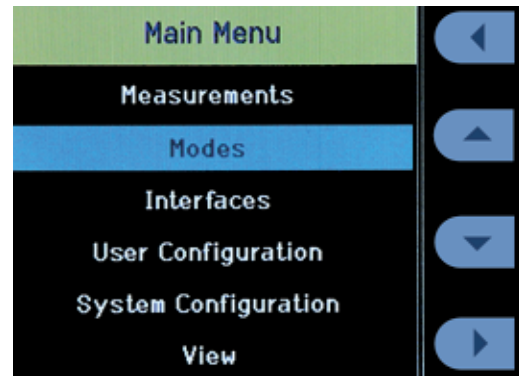 Main Menu
Measurements
Modes
Interfaces
User Configuration
System Configuration
View